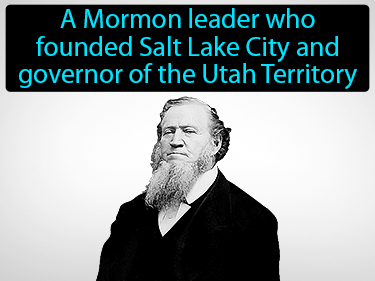 A Mormon leader who
founded Salt Lake City and
governor of the Utah Territory